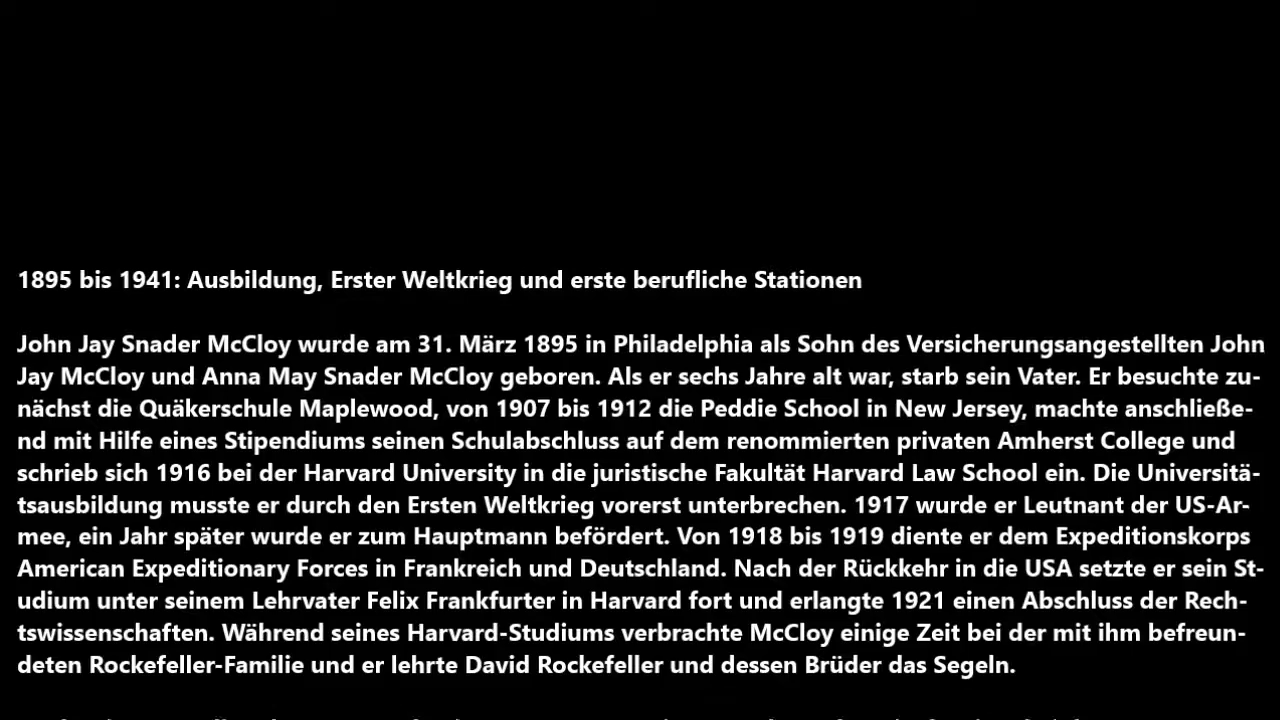 1895 bis 1941: Ausbildung, Erster Weltkrieg und erste berufliche Stationen
John Jay Snader McCloy wurde am 31. März 1895 in Philadelphia als Sohn des Versicherungsangestellten John
Jay McCloy und Anna May Snader McCloy geboren. Als er sechs Jahre alt war, starb sein Vater. Er besuchte zu-
nächst die Quäkerschule Maplewood, von 1907 bis 1912 die Peddie School in New Jersey, machte anschließe-
nd mit Hilfe eines Stipendiums seinen Schulabschluss auf dem renommierten privaten Amherst College und
schrieb sich 1916 bei der Harvard University in die juristische Fakultät Harvard Law School ein. Die Universitä-
tsausbildung musste er durch den Ersten Weltkrieg vorerst unterbrechen. 1917 wurde er Leutnant der US-Ar-
mee, ein Jahr später wurde er zum Hauptmann befördert. Von 1918 bis 1919 diente er dem Expeditionskorps
American Expeditionary Forces in Frankreich und Deutschland. Nach der Rückkehr in die USA setzte er sein St-
udium unter seinem Lehrvater Felix Frankfurter in Harvard fort und erlangte 1921 einen Abschluss der Rech-
tswissenschaften. Während seines Harvard-Studiums verbrachte McCloy einige Zeit bei der mit ihm befreun-
deten Rockefeller-Familie und er lehrte David Rockefeller und dessen Brüder das Segeln.